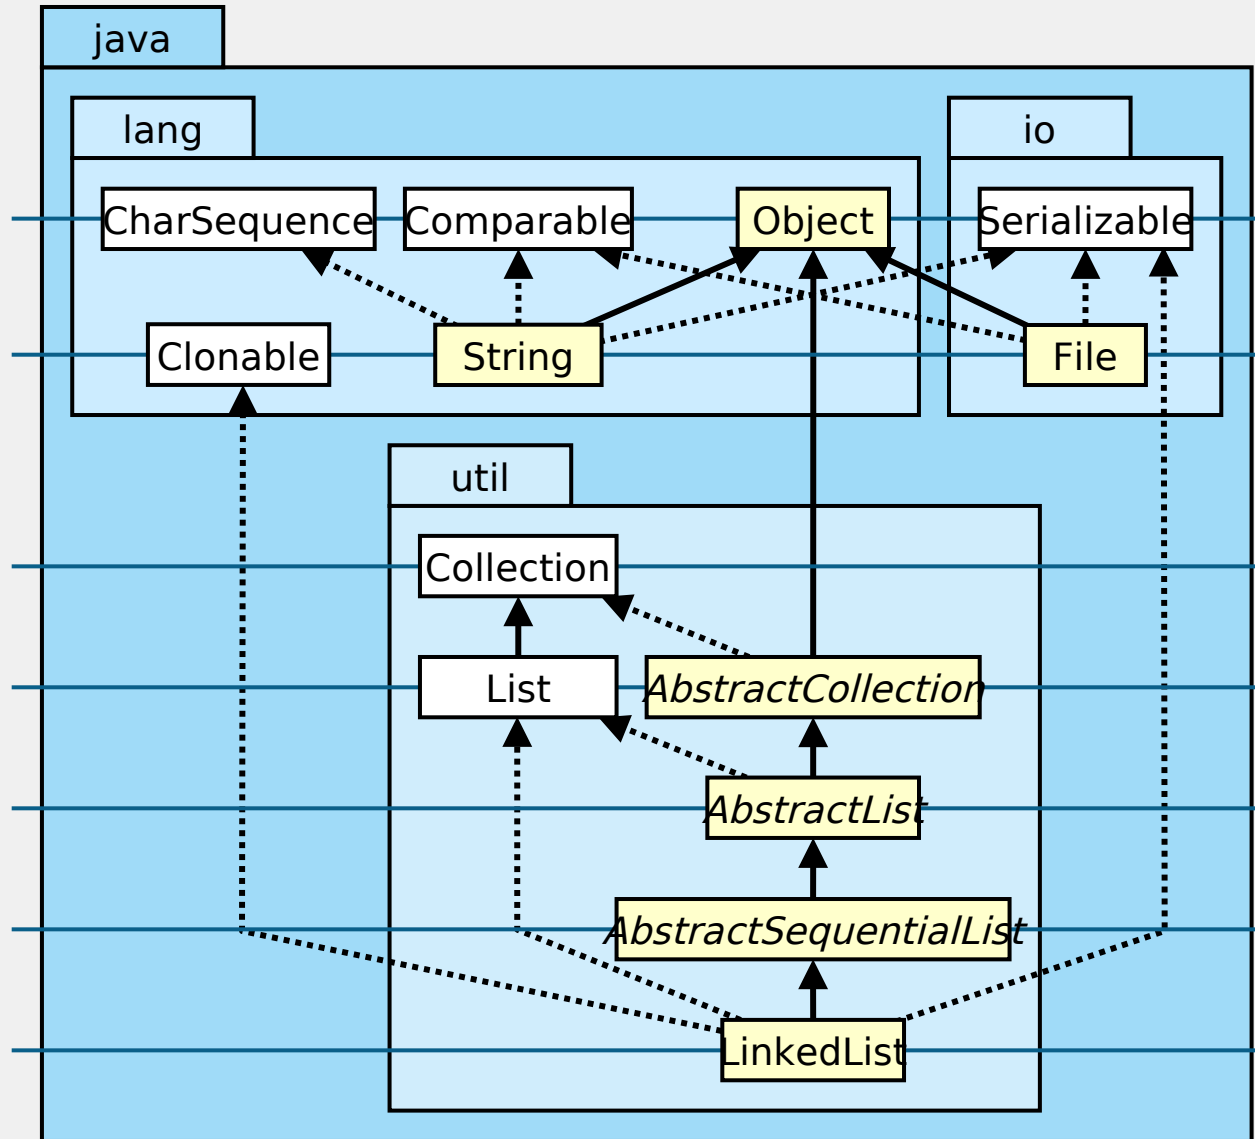 java
lang
io
CharSequence
Comparable
Object
Serializable
Clonable
String
File
util
Collection
List
AbstractCollection
AbstractList
AbstractSequentialList
LinkedList